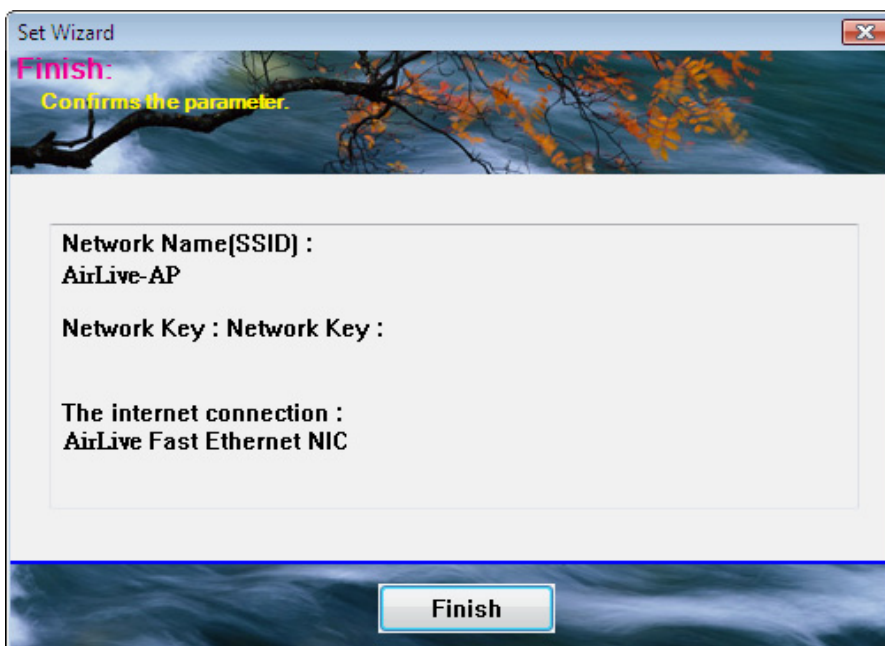 Set Wizard
Finish:
Confirms the parameter.
Network Name(SSID) :
AirLive-AP
Network Key : Network Key :
The internet connection :
AirLive Fast Ethernet NIC
Finish